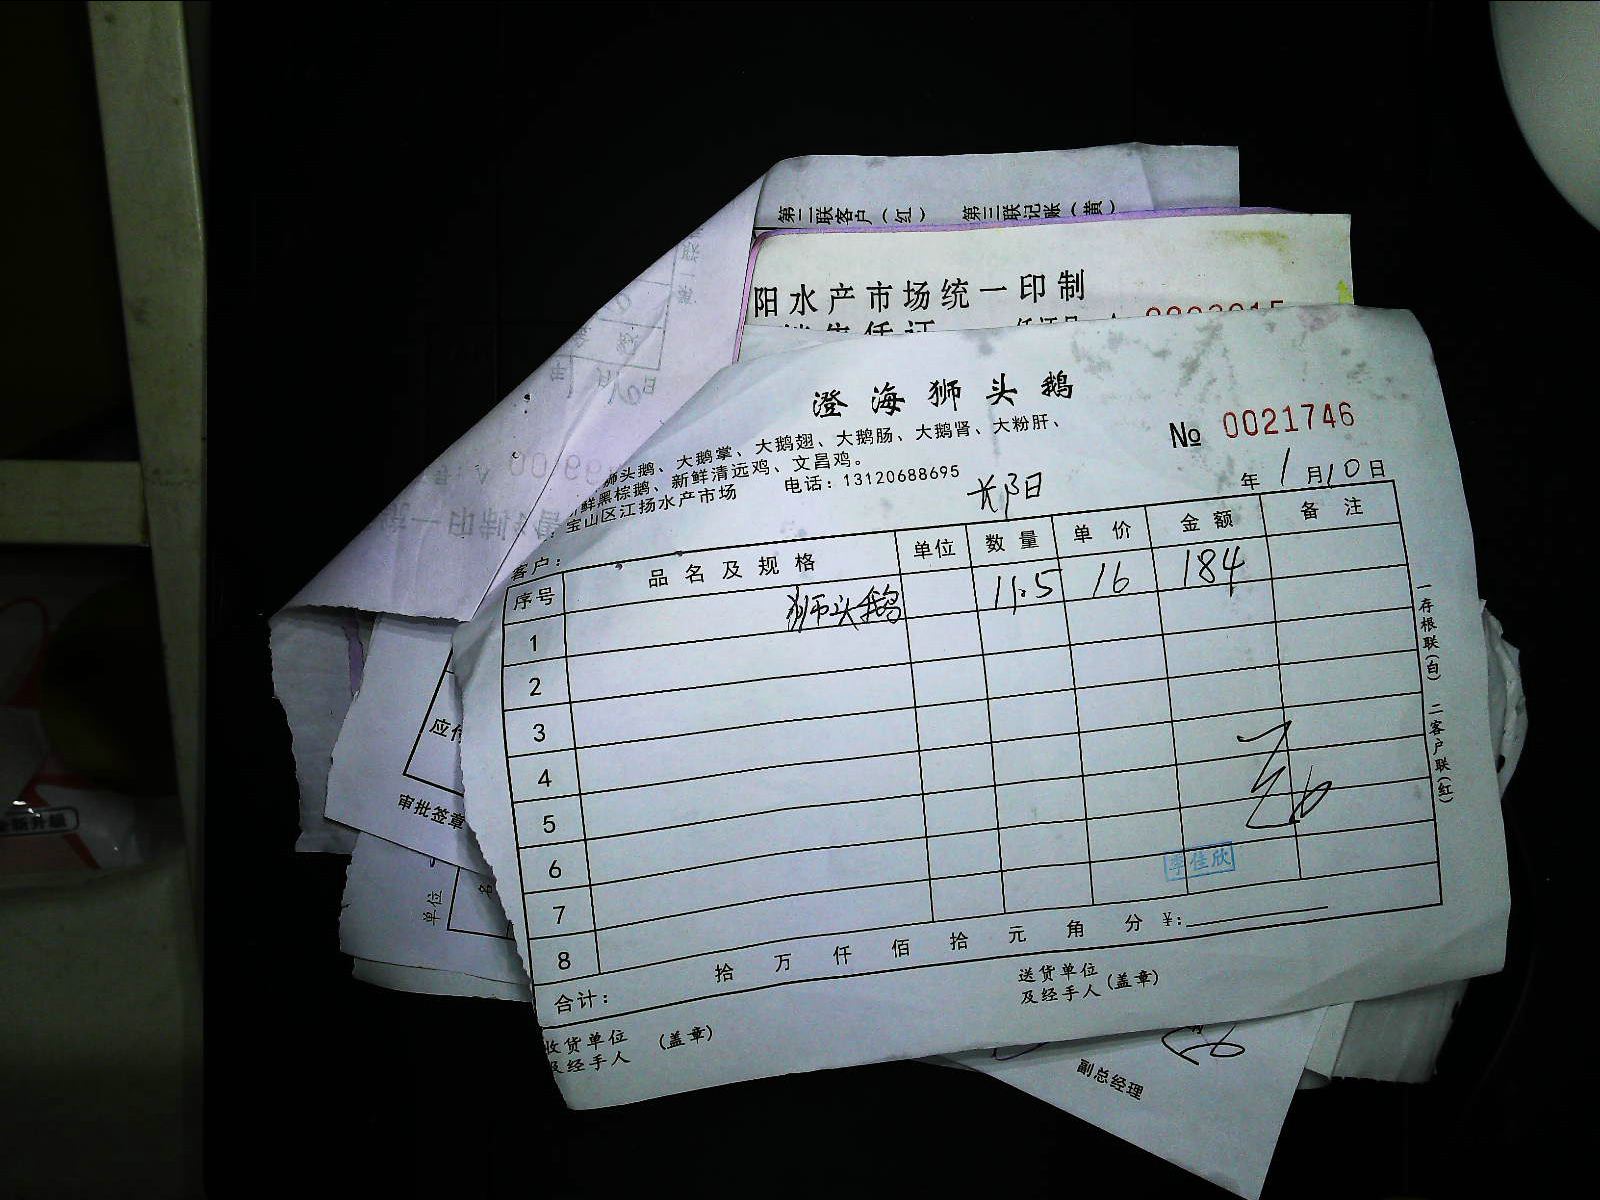 第二联客户（红） 第三联记账（黄）
阳水产市场统一印制
澄海狮头鹅
№ 0021746
狮头鹅、大鹅掌、大鹅翅、大鹅肠、大鹅肾、大粉肝、
鲜黑棕鹅、新鲜清远鸡、文昌鸡。
宝山区江扬水产市场 电话：13120688695
长阳
年 1 月 10 日
客户：
序号 品名及规格 单位 数量 单价 金额 备注
1 狮头鹅 11.5 16 184
2
3
4
5
6
7
8
李佳欣
合计： 拾 万 仟 佰 拾 元 角 分 ¥:
收货单位
及经手人 (盖章)
送货单位
及经手人 (盖章)
一存根联(白) 二客户联(红)
应付
审批签章
单位
名
副总经理